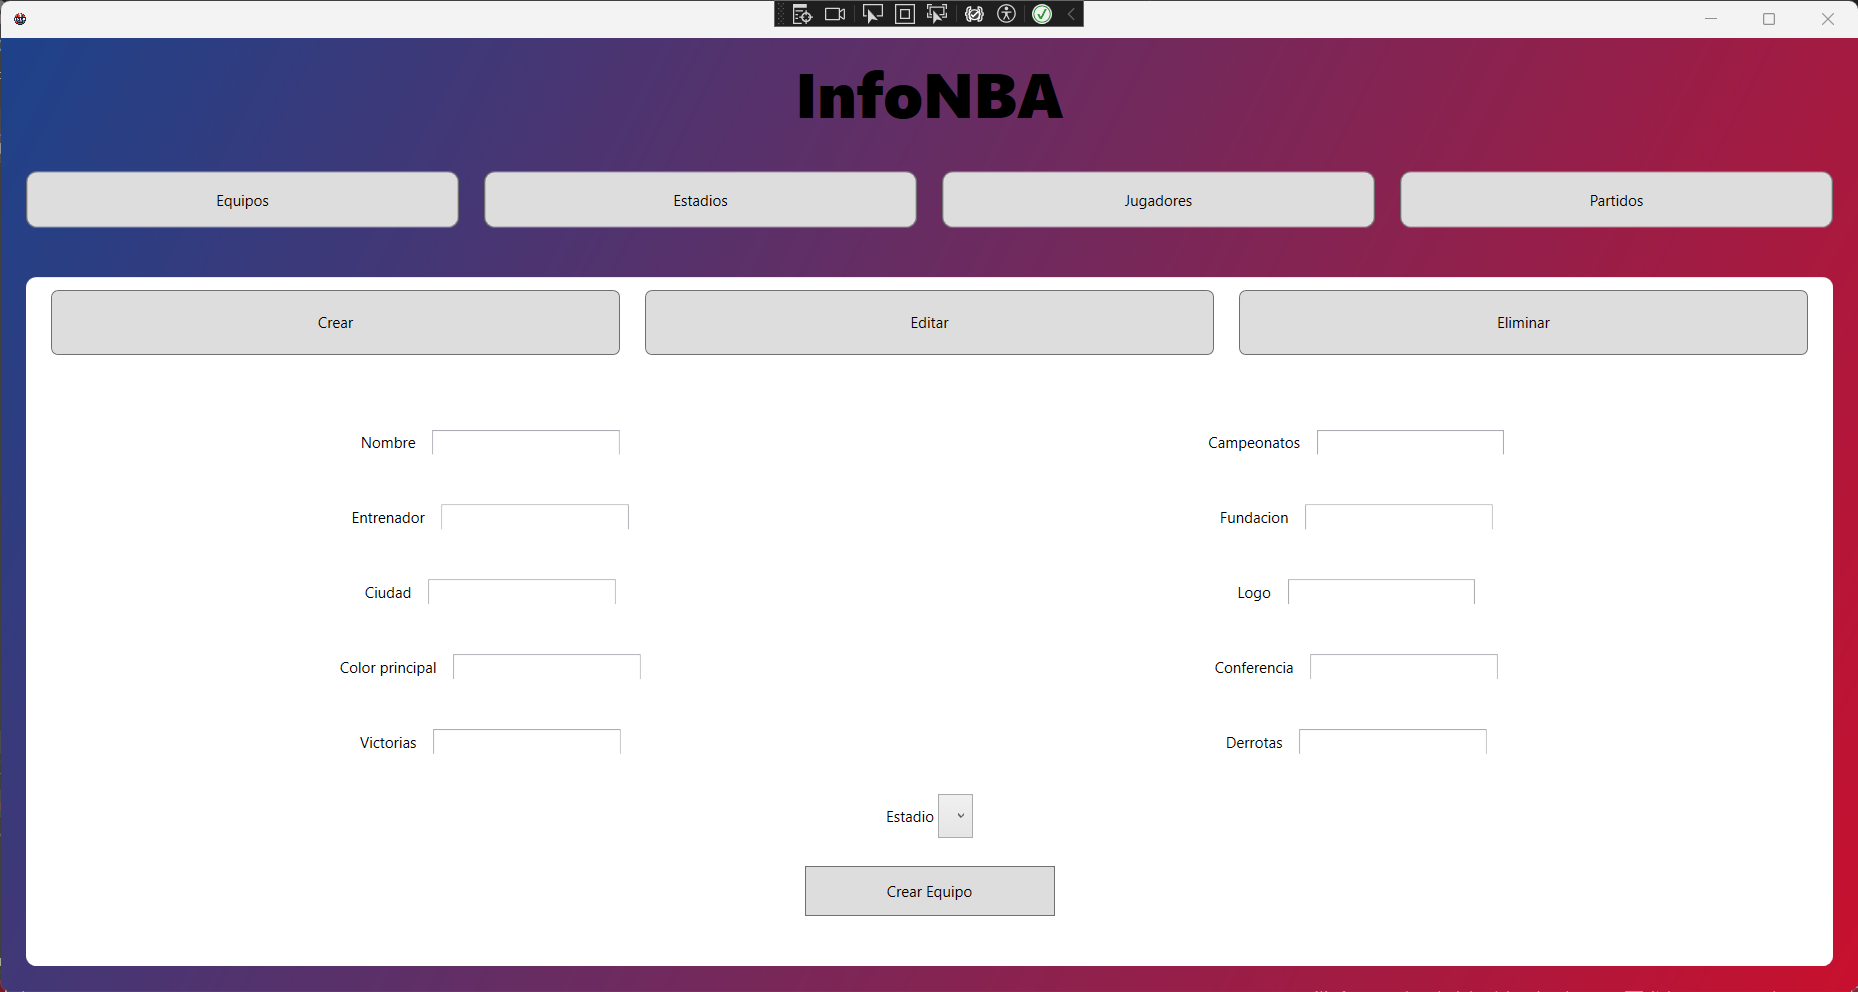 InfoNBA
Equipos Estadios Jugadores Partidos
Crear Editar Eliminar
Nombre Campeonatos
Entrenador Fundacion
Ciudad Logo
Color principal Conferencia
Victorias Derrotas
Estadio
Crear Equipo